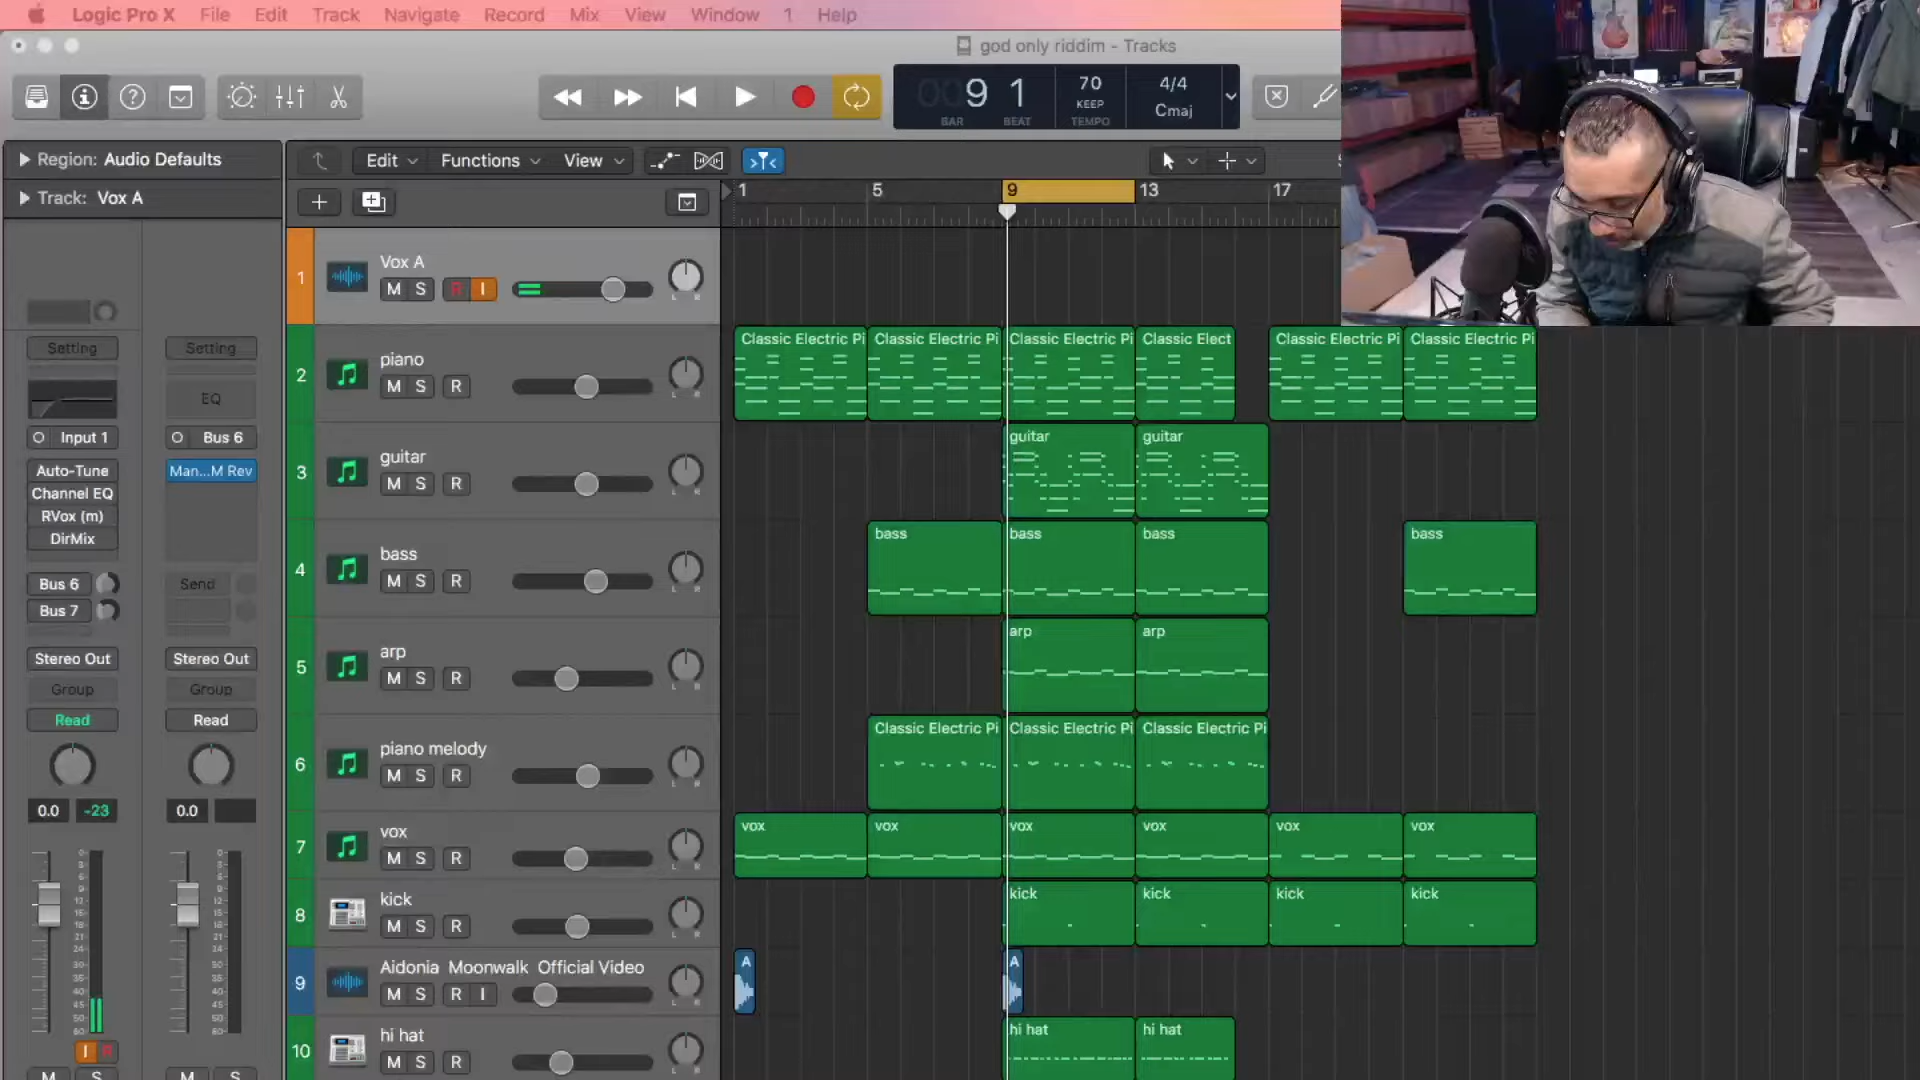 Logic Pro X File Edit Track Navigate Record Mix View Window 1 Help
god only riddim - Tracks
009 1 70 4/4
KEEP Cmaj
BAR BEAT TEMPO
Region: Audio Defaults
Edit Functions View
Track: Vox A
1 5 9 13 17
1 Vox A
M S R I
L R
Setting Setting
EQ
Input 1 Bus 6
Auto-Tune Man...M Rev
Channel EQ
RVox (m)
DirMix
Bus 6 Send
Bus 7
Stereo Out Stereo Out
Group Group
Read Read
0.0 -23 0.0
I R
M S M S
2 piano
M S R
L R
Classic Electric Pi Classic Electric Pi Classic Electric Pi Classic Elect Classic Electric Pi Classic Electric Pi
3 guitar
M S R
L R
guitar guitar
4 bass
M S R
L R
bass bass bass bass
5 arp
M S R
L R
arp arp
6 piano melody
M S R
L R
Classic Electric Pi Classic Electric Pi Classic Electric Pi
7 vox
M S R
L R
vox vox vox vox vox vox
8 kick
M S R
L R
kick kick kick kick
9 Aidonia Moonwalk Official Video
M S R I
L R
A A
10 hi hat
M S R
L R
hi hat hi hat